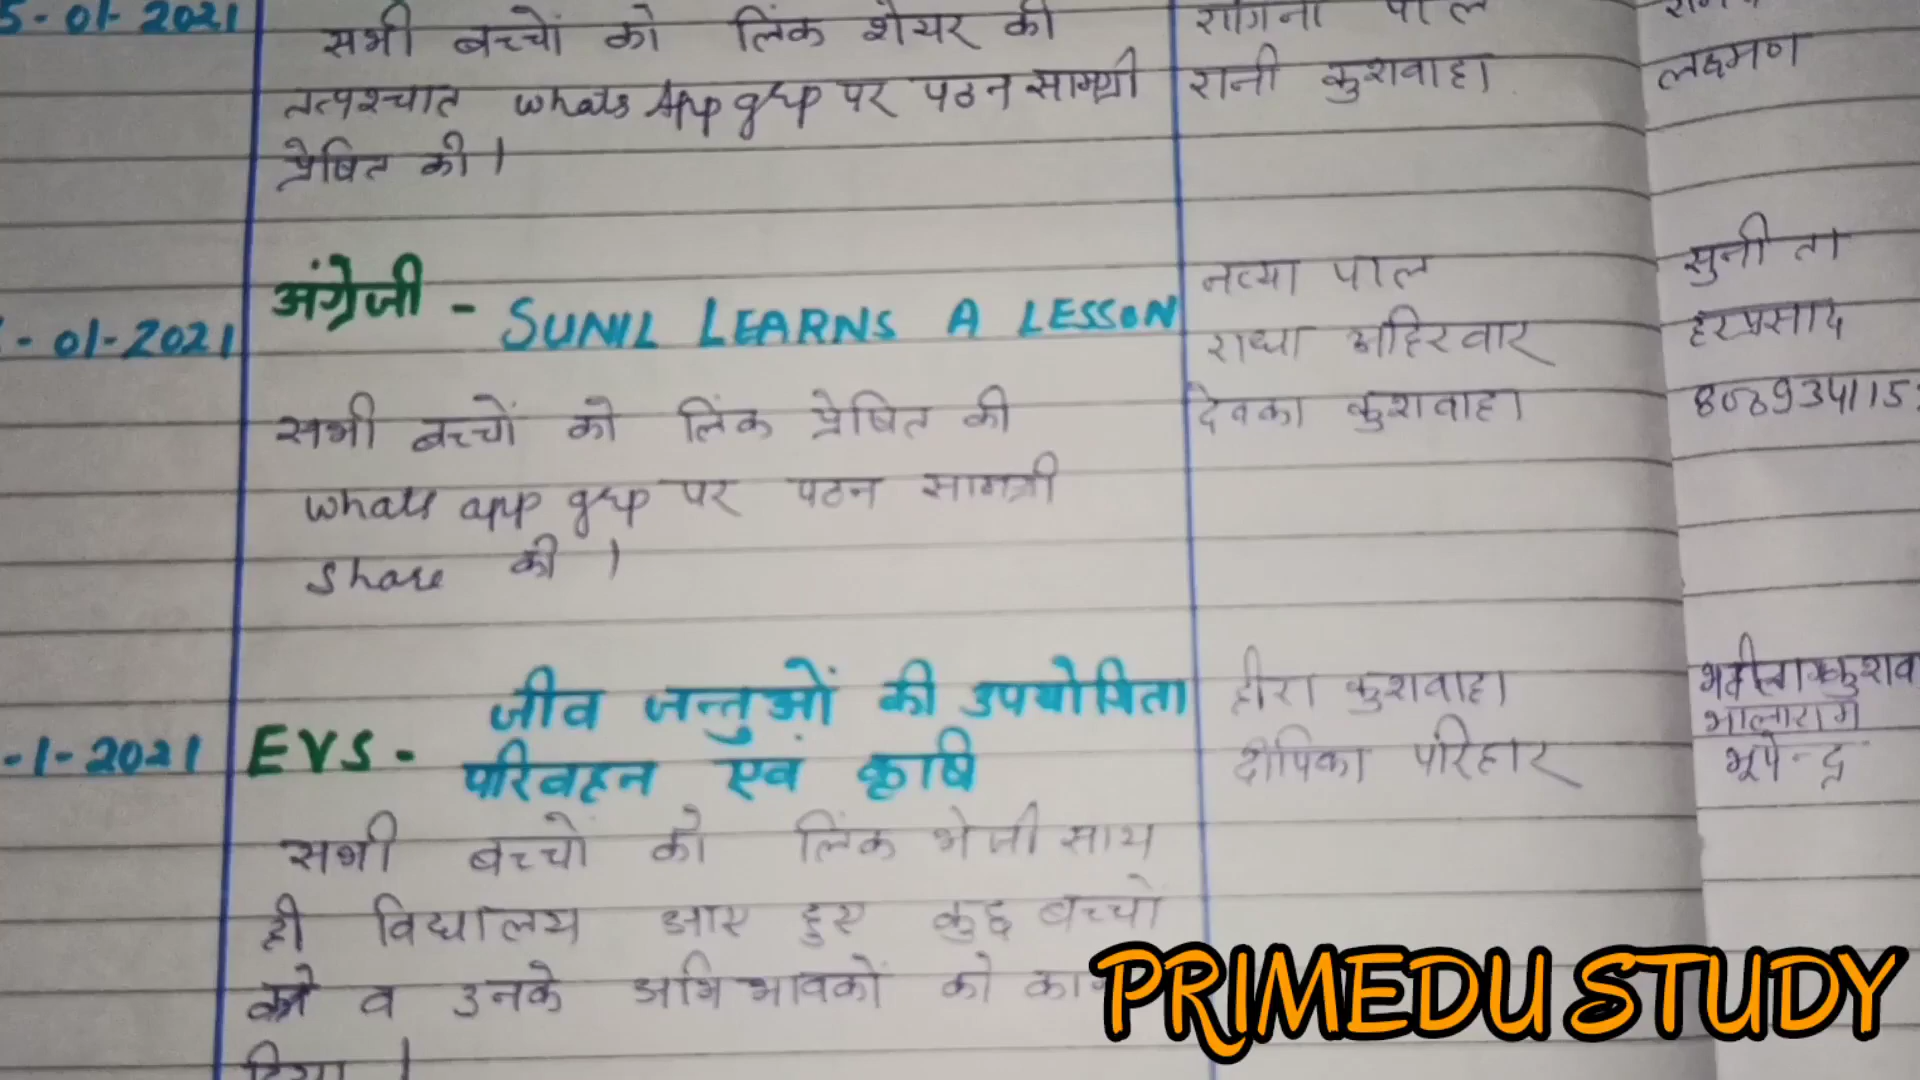 5-01-2021
सभी बच्चों को लिंक शेयर की
तत्पश्चात whats App grp पर पठन सामग्री
प्रेषित की।
पाल
रानी कुशवाहा
लक्ष्मण
-01-2021
अंग्रेजी - SUNIL LEARNS A LESSON
सभी बच्चों को लिंक प्रेषित की
whats app grp पर पठन सामग्री
share की।
नव्या पाल
राधा अहिरवार
देवका कुशवाहा
सुनीता
हरप्रसाद
-1-2021
EVS - जीव जन्तुओं की उपयोगिता
परिवहन एवं कृषि
सभी बच्चों को लिंक भेजी साथ
ही विद्यालय आए हुए कुछ बच्चो
को व उनके अभिभावकों को
दिया।
हीरा कुशवाहा
दीपिका परिहार
भालाराम
भूपेन्द्र
PRIMEDU STUDY